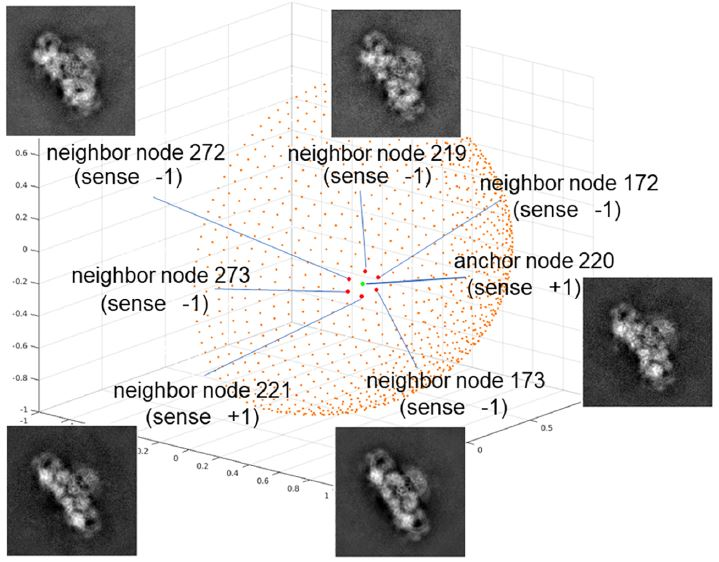 neighbor node 272
(sense -1)
neighbor node 219
(sense -1)
neighbor node 172
(sense -1)
anchor node 220
(sense +1)
neighbor node 273
(sense -1)
neighbor node 221
(sense +1)
neighbor node 173
(sense -1)
0.6
0.4
0.2
0
-0.2
-0.4
-0.6
-0.8
-1
-1
0.2
0
0.2
0.4
0.6
0.8
1
0
0.5